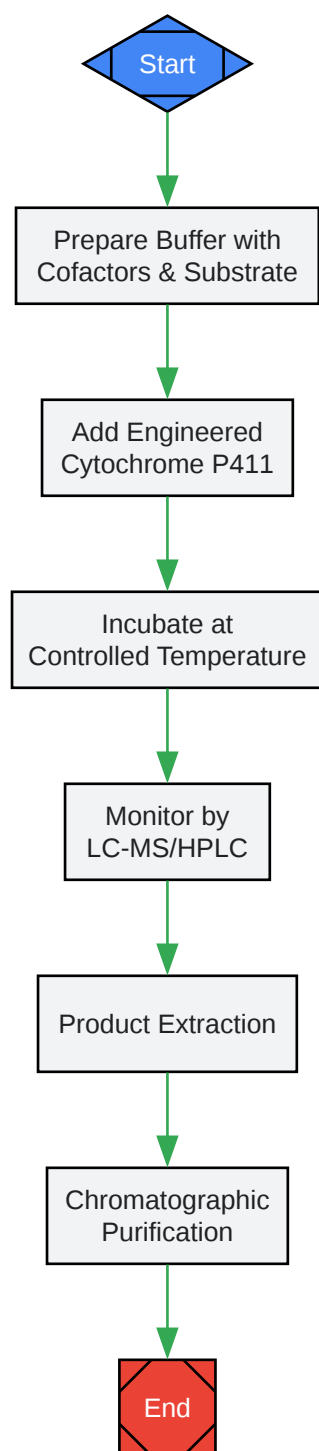 Start
Prepare Buffer with
Cofactors & Substrate
Add Engineered
Cytochrome P411
Incubate at
Controlled Temperature
Monitor by
LC-MS/HPLC
Product Extraction
Chromatographic
Purification
End